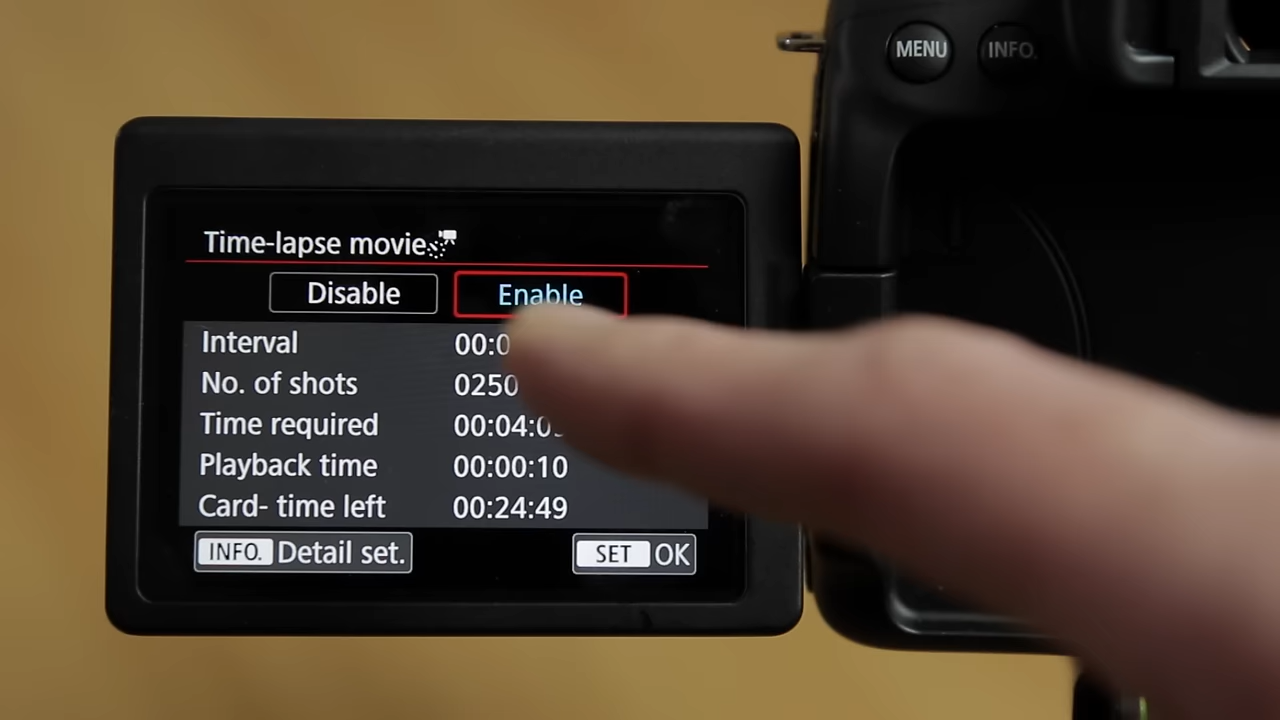 MENU INFO.
Time-lapse movie
Disable Enable
Interval 00:0
No. of shots 0250
Time required 00:04:0
Playback time 00:00:10
Card- time left 00:24:49
INFO. Detail set. SET OK